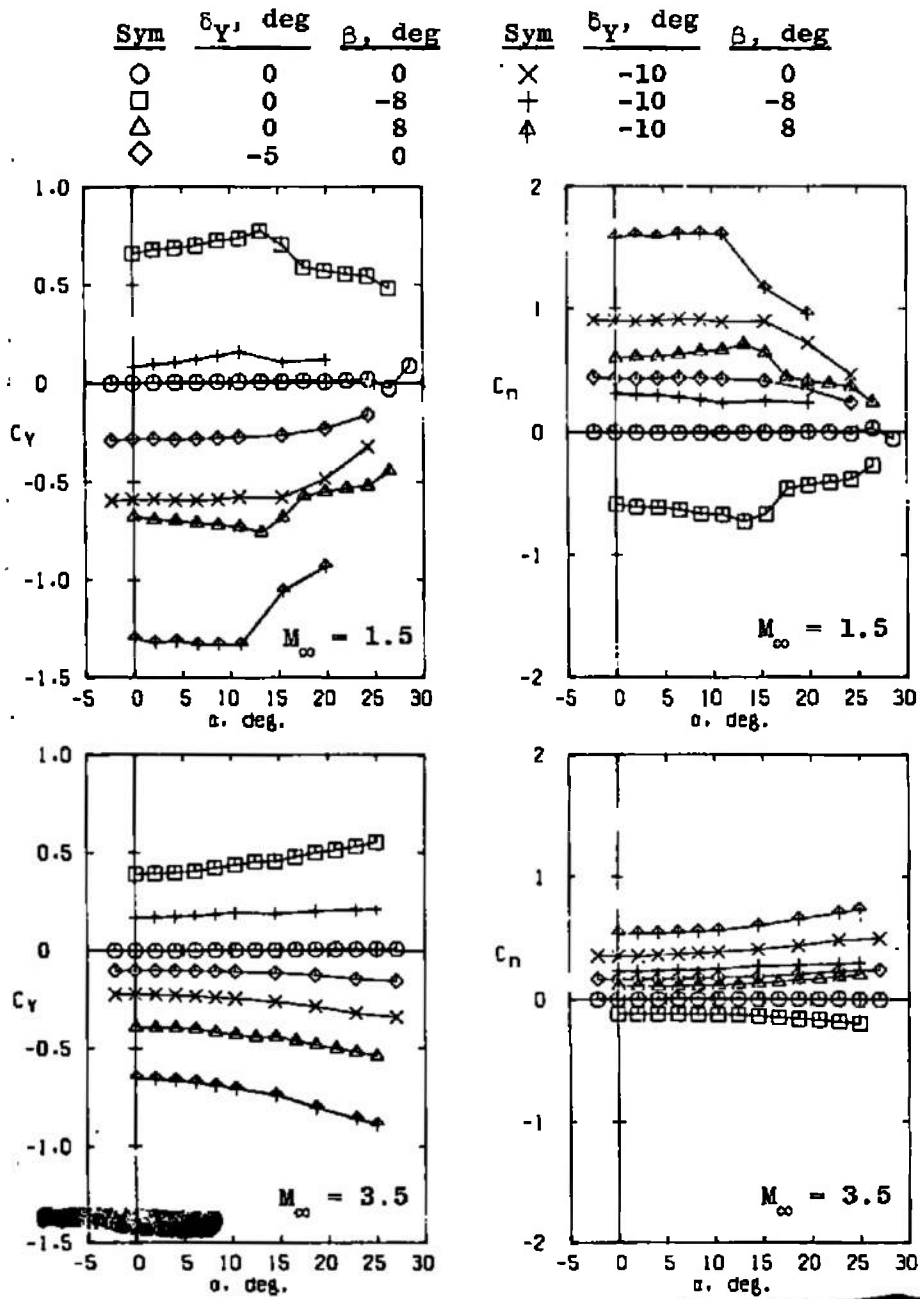 Sym δY, deg β, deg
0 0
0 -8
0 8
-5 0
Sym δY, deg β, deg
-10 0
-10 -8
-10 8
1.0
0.5
0
CY
-0.5
-1.0
-1.5
M∞ = 1.5
-5 0 5 10 15 20 25 30
α, deg.
2
1
Cn
0
-1
-2
M∞ = 1.5
-5 0 5 10 15 20 25 30
α, deg.
1.0
0.5
0
CY
-0.5
-1.0
-1.5
M∞ = 3.5
-5 0 5 10 15 20 25 30
α, deg.
2
1
Cn
0
-1
-2
M∞ = 3.5
-5 0 5 10 15 20 25 30
α, deg.